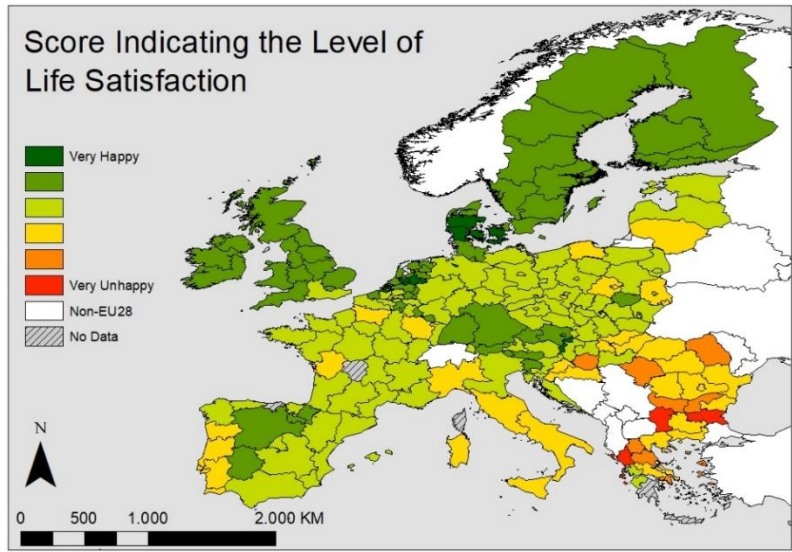 Score Indicating the Level of
Life Satisfaction
Very Happy
Very Unhappy
Non-EU28
No Data
N
0 500 1.000 2.000 KM